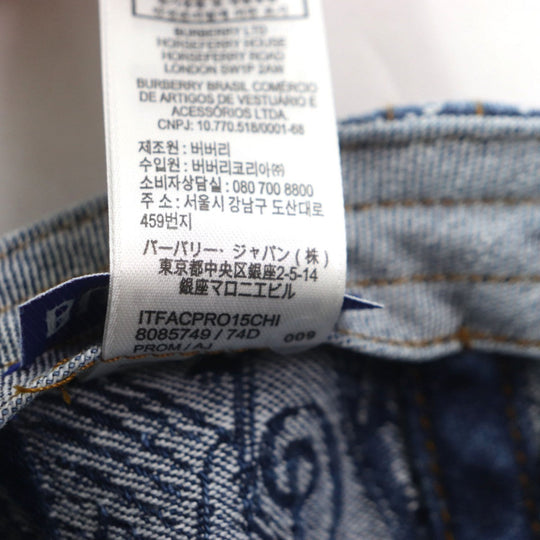 BURBERRY LTD
HORSEFERRY HOUSE
HORSEFERRY ROAD
LONDON SW1P 2AW
BURBERRY BRASIL COMÉRCIO
DE ARTIGOS DE VESTUÁRIO E
ACESSÓRIOS LTDA.
CNPJ: 10.770.518/0001-68
제조원 : 버버리
수입원 : 버버리코리아㈜
소비자상담실 : 080 700 8800
주 소 : 서울시 강남구 도산대로
459번지
バーバリー・ジャパン(株)
東京都中央区銀座2-5-14
銀座マロニエビル
ITFACPRO15CHI
8085749 / 74D 009
PROM / AJ